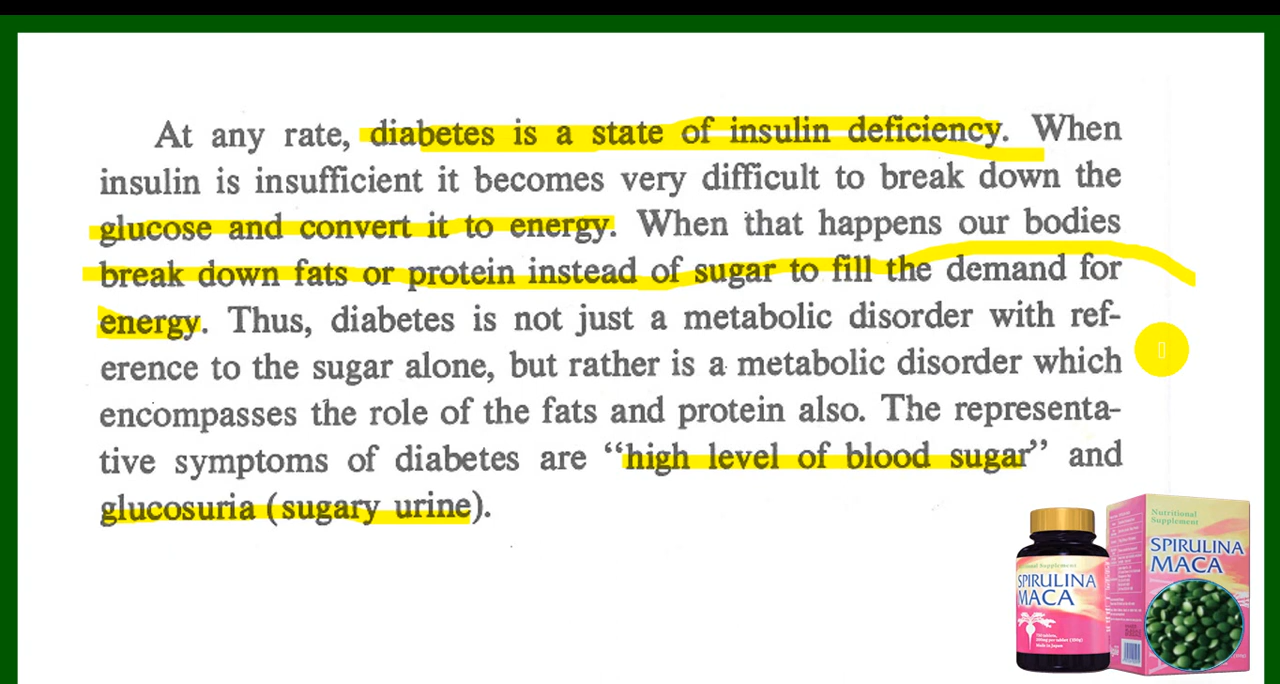 At any rate, diabetes is a state of insulin deficiency. When
insulin is insufficient it becomes very difficult to break down the
glucose and convert it to energy. When that happens our bodies
break down fats or protein instead of sugar to fill the demand for
energy. Thus, diabetes is not just a metabolic disorder with ref-
erence to the sugar alone, but rather is a metabolic disorder which
encompasses the role of the fats and protein also. The representa-
tive symptoms of diabetes are “high level of blood sugar” and
glucosuria (sugary urine).
Nutritional
Supplement
SPIRULINA
MACA
Nutritional Supplement
SPIRULINA
MACA
Made in Japan